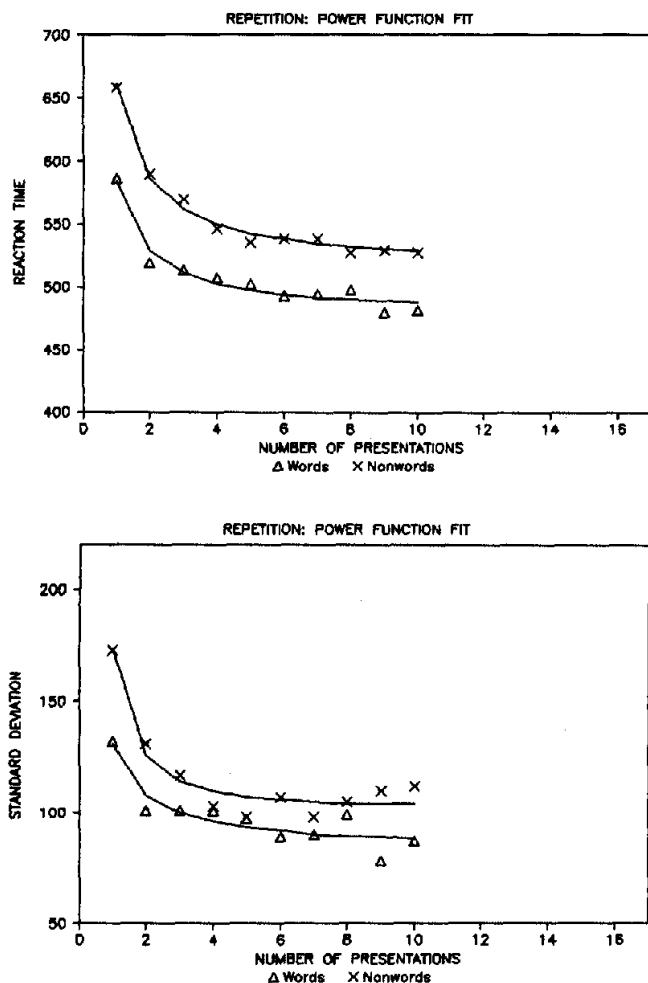 REPETITION: POWER FUNCTION FIT
700
650
600
550
500
450
400
REACTION TIME
0 2 4 6 8 10 12 14 16
NUMBER OF PRESENTATIONS
△ Words × Nonwords
REPETITION: POWER FUNCTION FIT
200
150
100
50
STANDARD DEVIATION
0 2 4 6 8 10 12 14 16
NUMBER OF PRESENTATIONS
△ Words × Nonwords